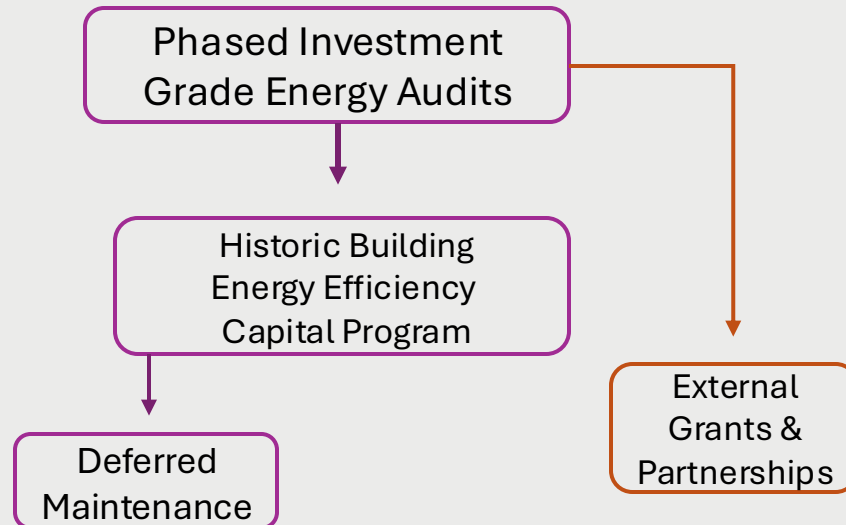 Phased Investment
Grade Energy Audits
Historic Building
Energy Efficiency
Capital Program
External
Grants &
Partnerships
Deferred
Maintenance